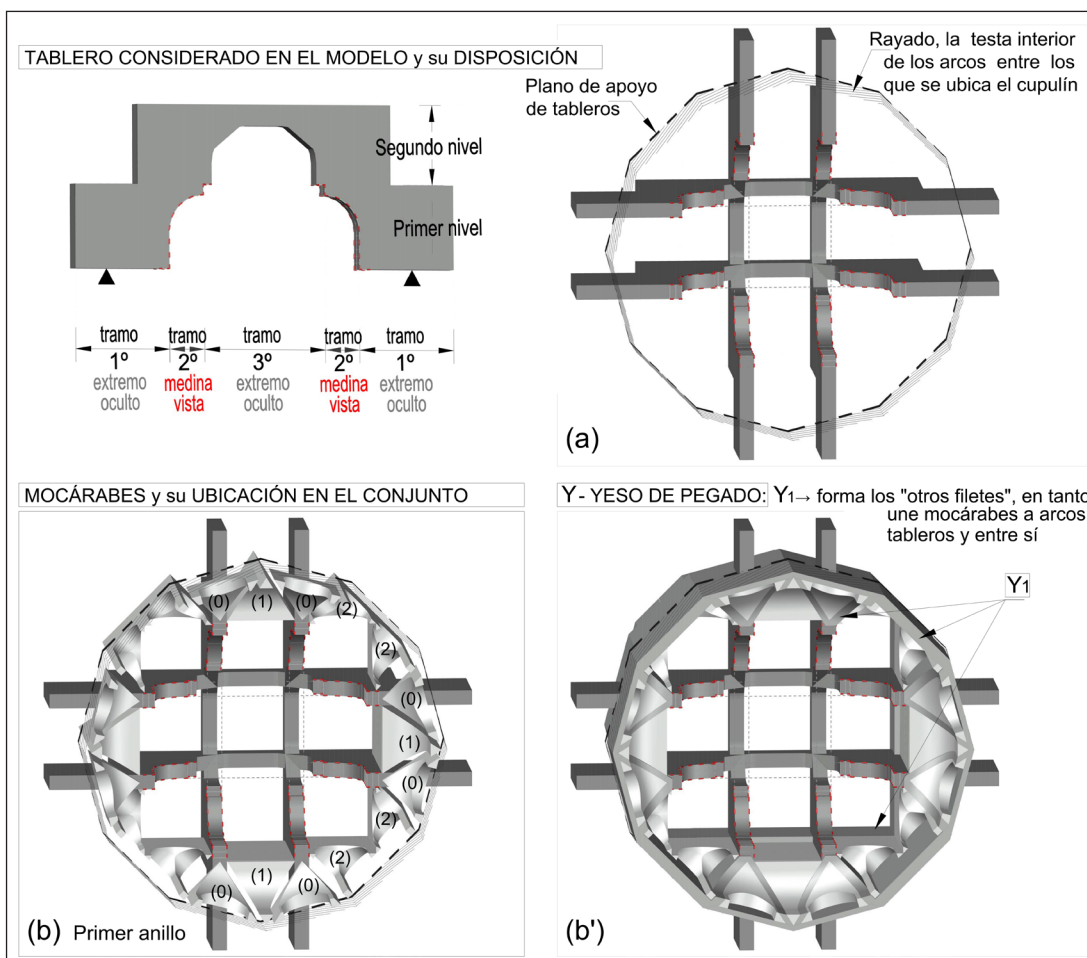 TABLERO CONSIDERADO EN EL MODELO y su DISPOSICIÓN
Segundo nivel
Primer nivel
tramo tramo tramo tramo tramo
1º 2º 3º 2º 1º
extremo medina extremo medina extremo
oculto vista oculto vista oculto
Plano de apoyo
de tableros
Rayado, la testa interior
de los arcos entre los
que se ubica el cupulín
(a)
MOCÁRABES y su UBICACIÓN EN EL CONJUNTO
(0) (1) (0) (2)
(2)
(0)
(1)
(0)
(2)
(2)
(0) (1) (0)
(b) Primer anillo
Y - YESO DE PEGADO: Y1→ forma los "otros filetes", en tanto
une mocárabes a arcos
tableros y entre sí
Y1
(b')